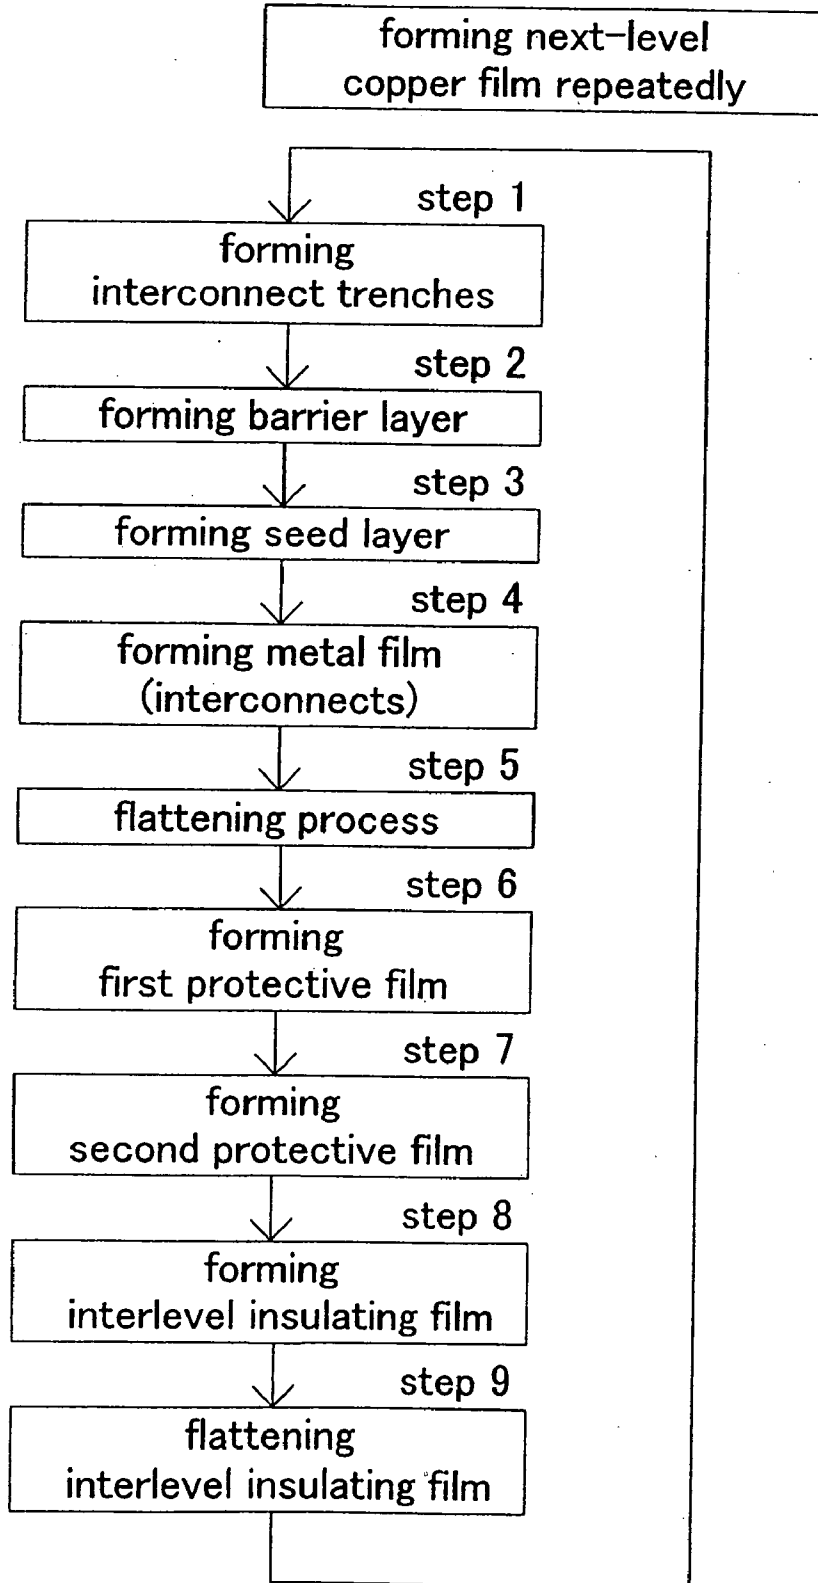 forming next-level
copper film repeatedly
step 1
forming
interconnect trenches
step 2
forming barrier layer
step 3
forming seed layer
step 4
forming metal film
(interconnects)
step 5
flattening process
step 6
forming
first protective film
step 7
forming
second protective film
step 8
forming
interlevel insulating film
step 9
flattening
interlevel insulating film